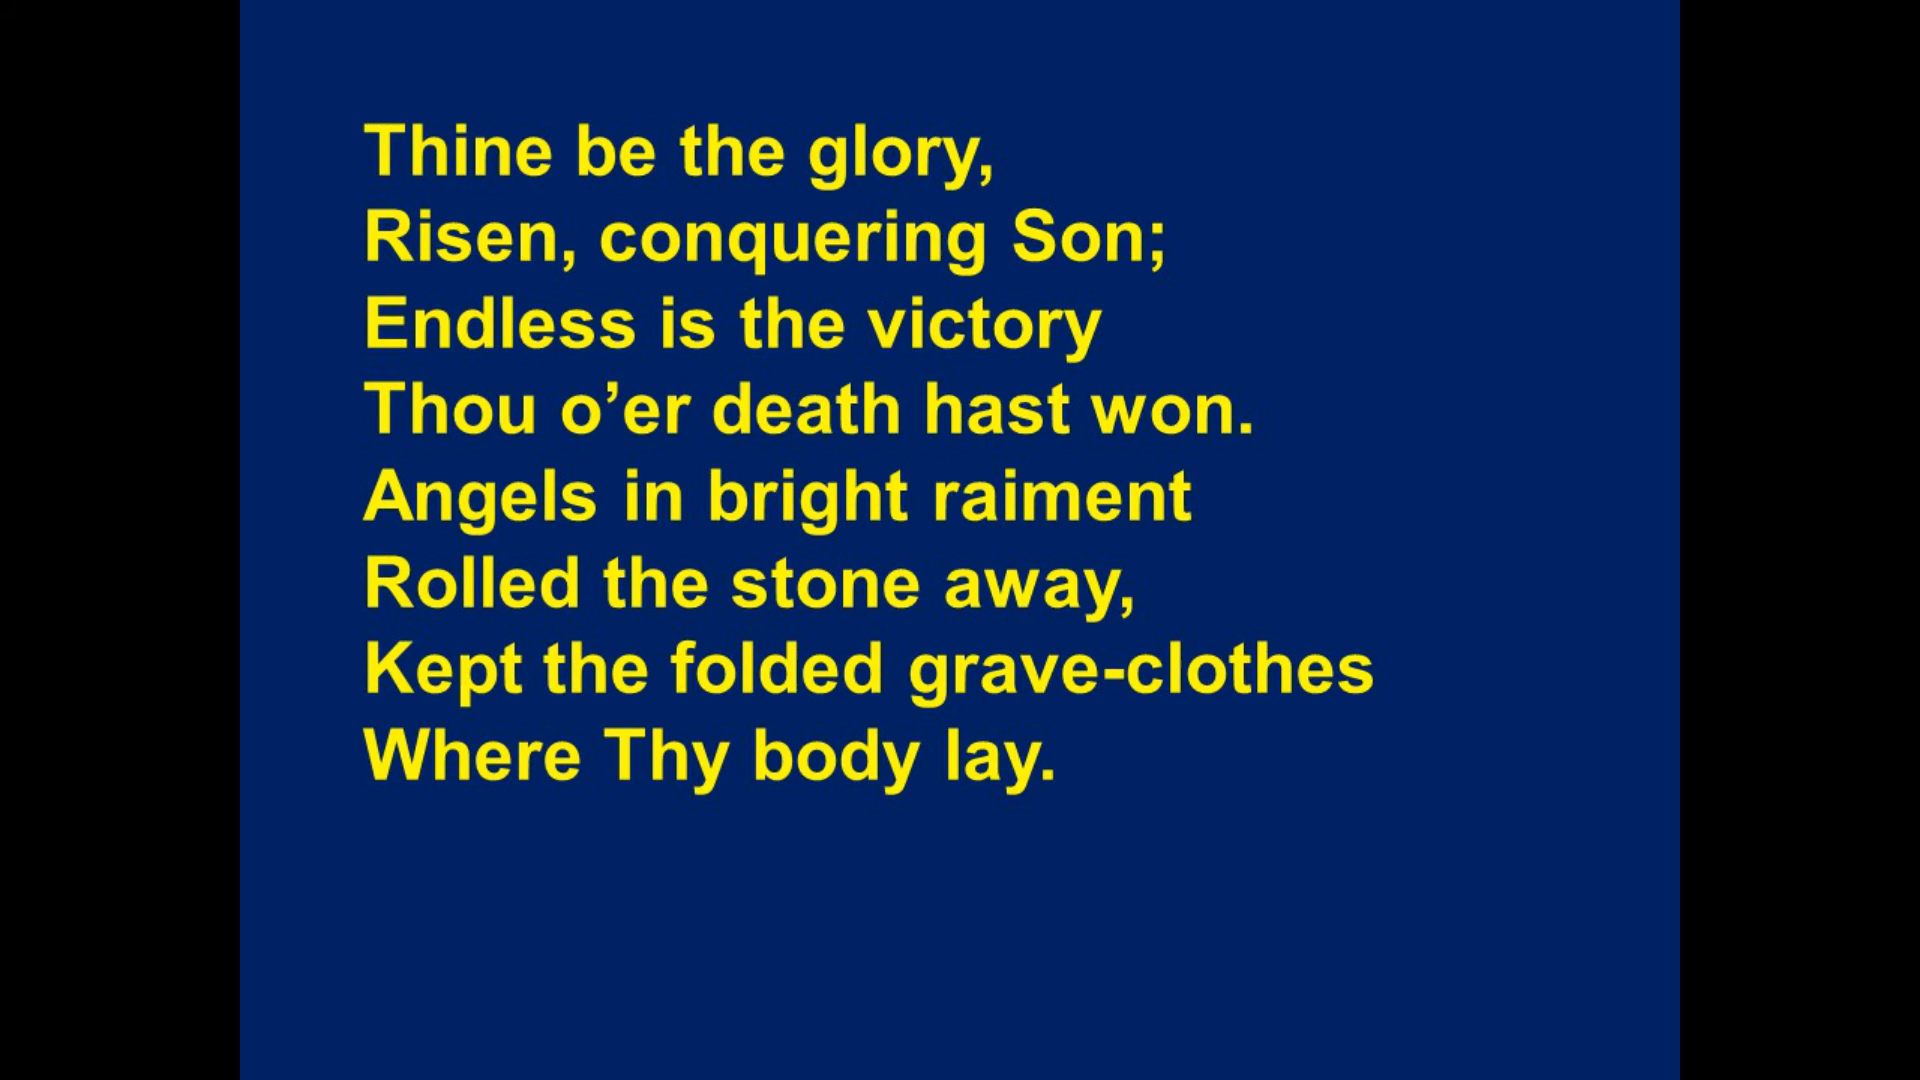 Thine be the glory,
Risen, conquering Son;
Endless is the victory
Thou o’er death hast won.
Angels in bright raiment
Rolled the stone away,
Kept the folded grave-clothes
Where Thy body lay.